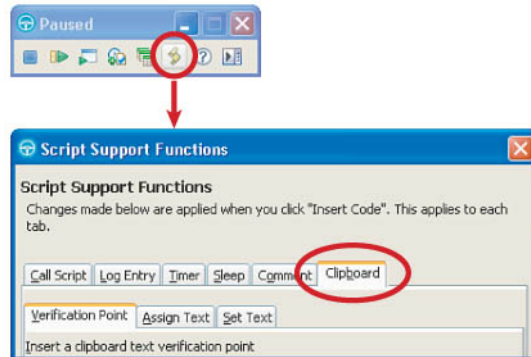 Paused
Script Support Functions
Script Support Functions
Changes made below are applied when you click "Insert Code". This applies to each
tab.
Call Script Log Entry Timer Sleep Comment Clipboard
Verification Point Assign Text Set Text
Insert a clipboard text verification point